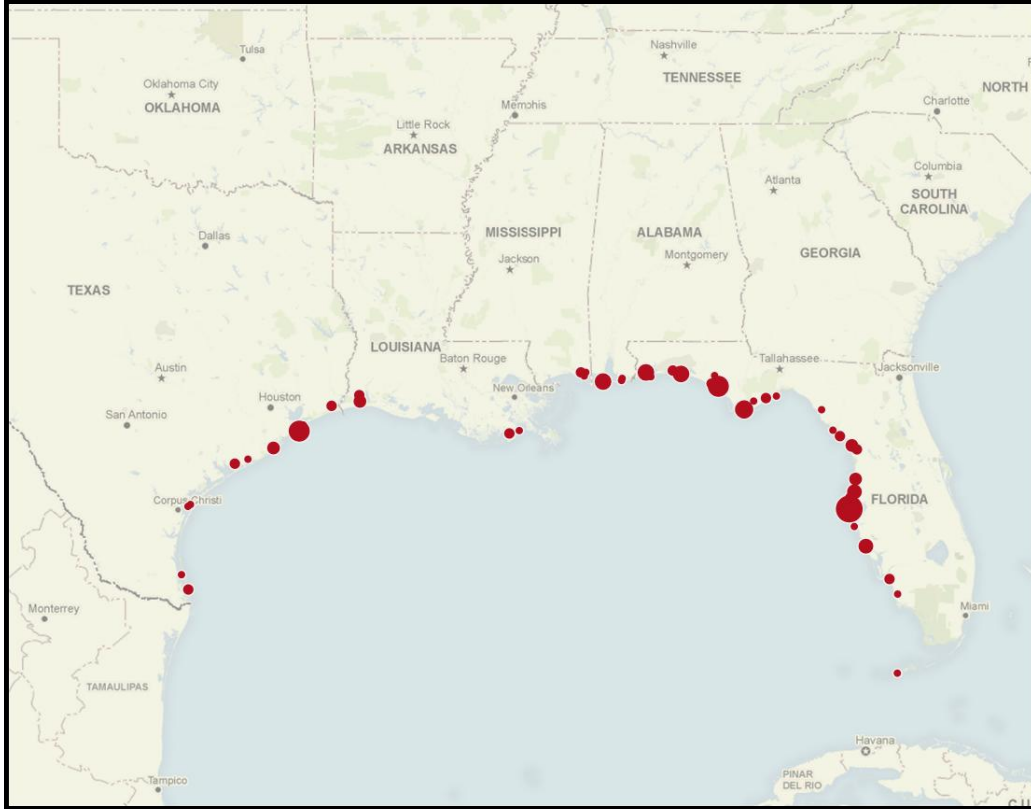 Nashville
Tulsa
TENNESSEE
Oklahoma City
NORTH
OKLAHOMA
Memphis
Charlotte
Little Rock
ARKANSAS
Columbia
Atlanta
SOUTH
CAROLINA
Dallas
MISSISSIPPI
ALABAMA
Jackson
Montgomery
GEORGIA
TEXAS
LOUISIANA
Baton Rouge
Tallahassee
Austin
Jacksonville
Houston
New Orleans
San Antonio
Corpus Christi
FLORIDA
Monterrey
Miami
TAMAULIPAS
Havana
Tampico
PINAR
DEL RIO